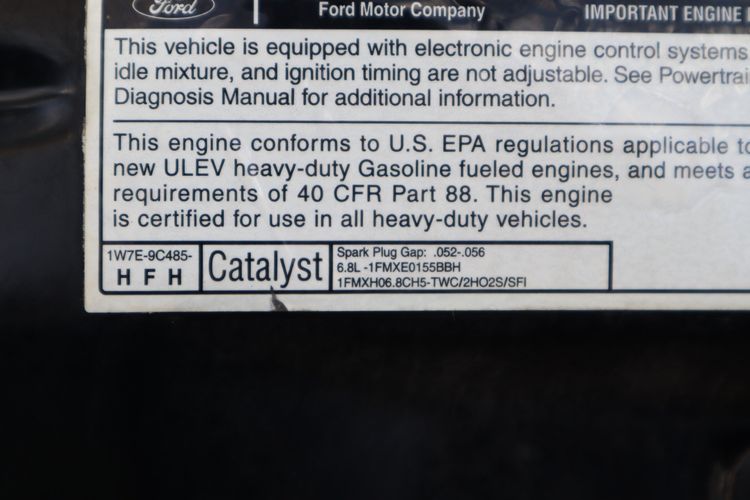 Ford
Ford Motor Company
IMPORTANT ENGINE
This vehicle is equipped with electronic engine control systems
idle mixture, and ignition timing are not adjustable. See Powertrai
Diagnosis Manual for additional information.
This engine conforms to U.S. EPA regulations applicable to
new ULEV heavy-duty Gasoline fueled engines, and meets a
requirements of 40 CFR Part 88. This engine
is certified for use in all heavy-duty vehicles.
1W7E-9C485-
H F H
Catalyst
Spark Plug Gap: .052-.056
6.8L -1FMXE0155BBH
1FMXH06.8CH5-TWC/2HO2S/SFI